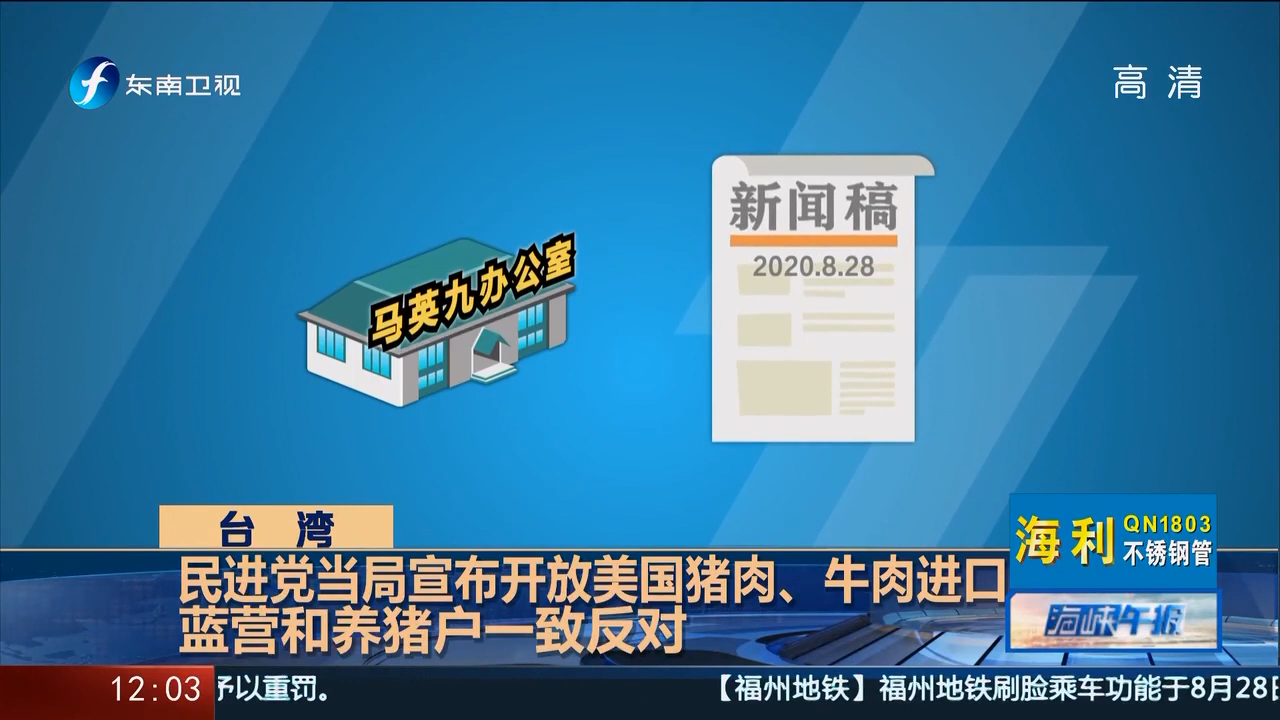 东南卫视
高清
新闻稿
2020.8.28
马英九办公室
台湾
民进党当局宣布开放美国猪肉、牛肉进口
蓝营和养猪户一致反对
海利
QN1803
不锈钢管
海峡午报
12:03
予以重罚。
【福州地铁】福州地铁刷脸乘车功能于8月28日